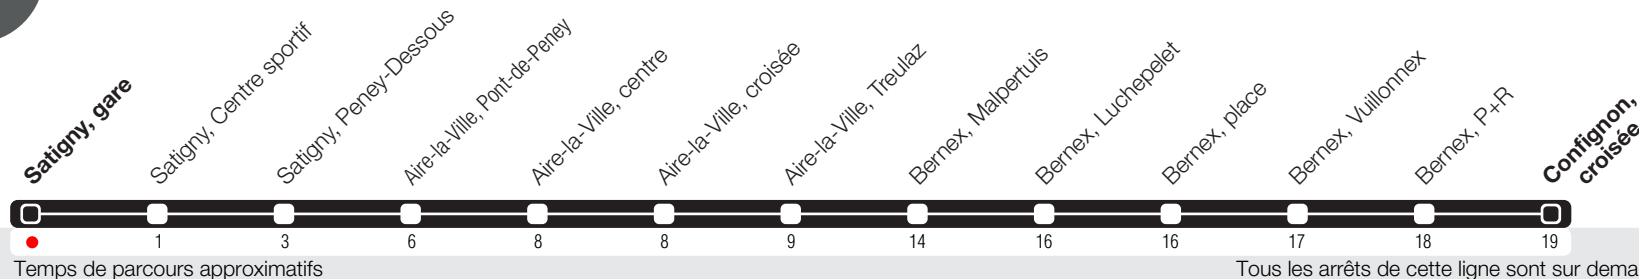 Satigny, gare
Satigny, Centre sportif
Satigny, Peney-Dessous
Aire-la-Ville, Pont-de-Peney
Aire-la-Ville, centre
Aire-la-Ville, croisée
Aire-la-Ville, Treulaz
Bernex, Malpertuis
Bernex, Luchepelet
Bernex, place
Bernex, Vuillonnex
Bernex, P+R
Confignon,
croisée
1 3 6 8 8 9 14 16 16 17 18 19
Temps de parcours approximatifs
Tous les arrêts de cette ligne sont sur dema